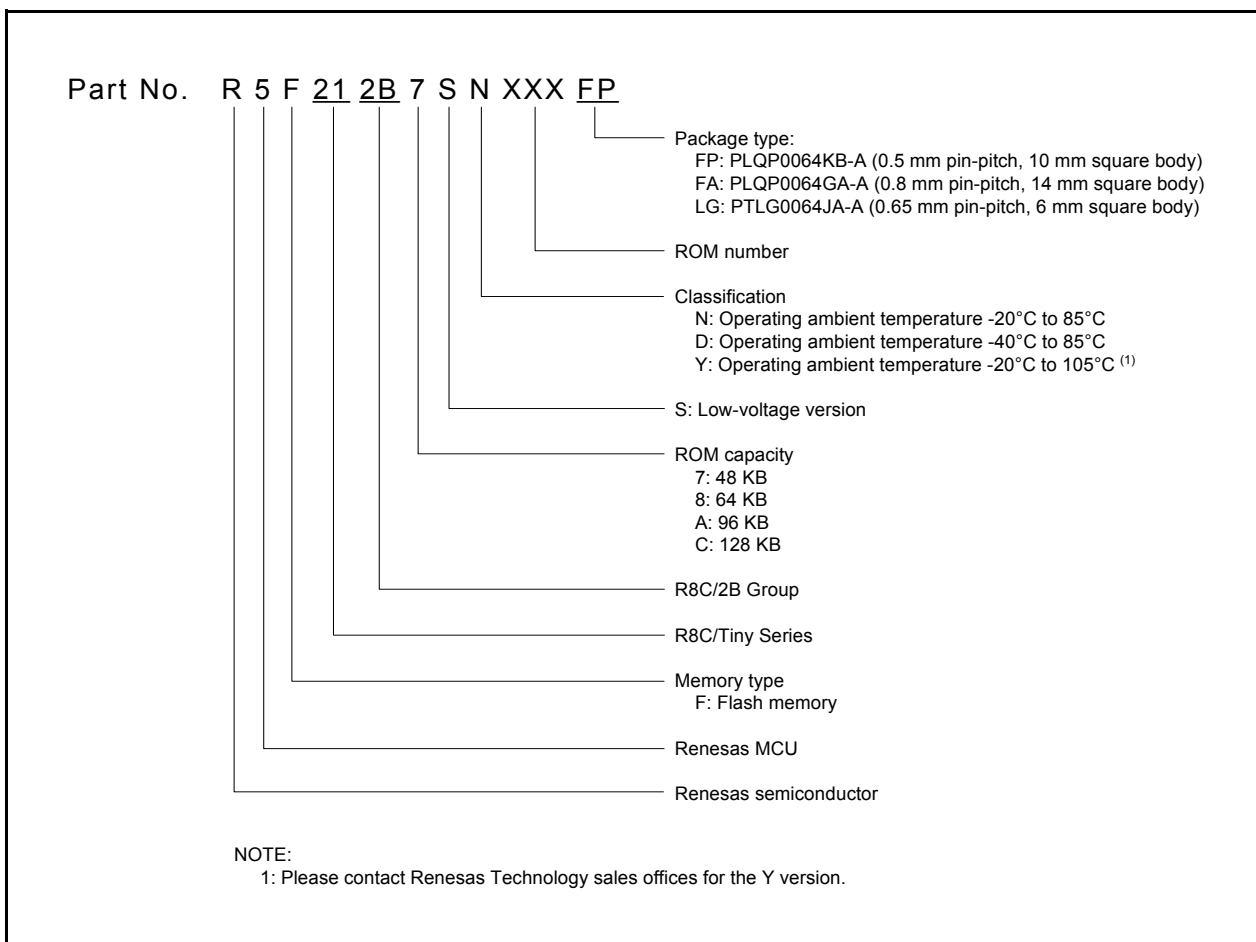 Part No. R 5 F 21 2B 7 S N XXX FP
Package type:
FP: PLQP0064KB-A (0.5 mm pin-pitch, 10 mm square body)
FA: PLQP0064GA-A (0.8 mm pin-pitch, 14 mm square body)
LG: PTLG0064JA-A (0.65 mm pin-pitch, 6 mm square body)
ROM number
Classification
N: Operating ambient temperature -20°C to 85°C
D: Operating ambient temperature -40°C to 85°C
Y: Operating ambient temperature -20°C to 105°C (1)
S: Low-voltage version
ROM capacity
7: 48 KB
8: 64 KB
A: 96 KB
C: 128 KB
R8C/2B Group
R8C/Tiny Series
Memory type
F: Flash memory
Renesas MCU
Renesas semiconductor
NOTE:
1: Please contact Renesas Technology sales offices for the Y version.